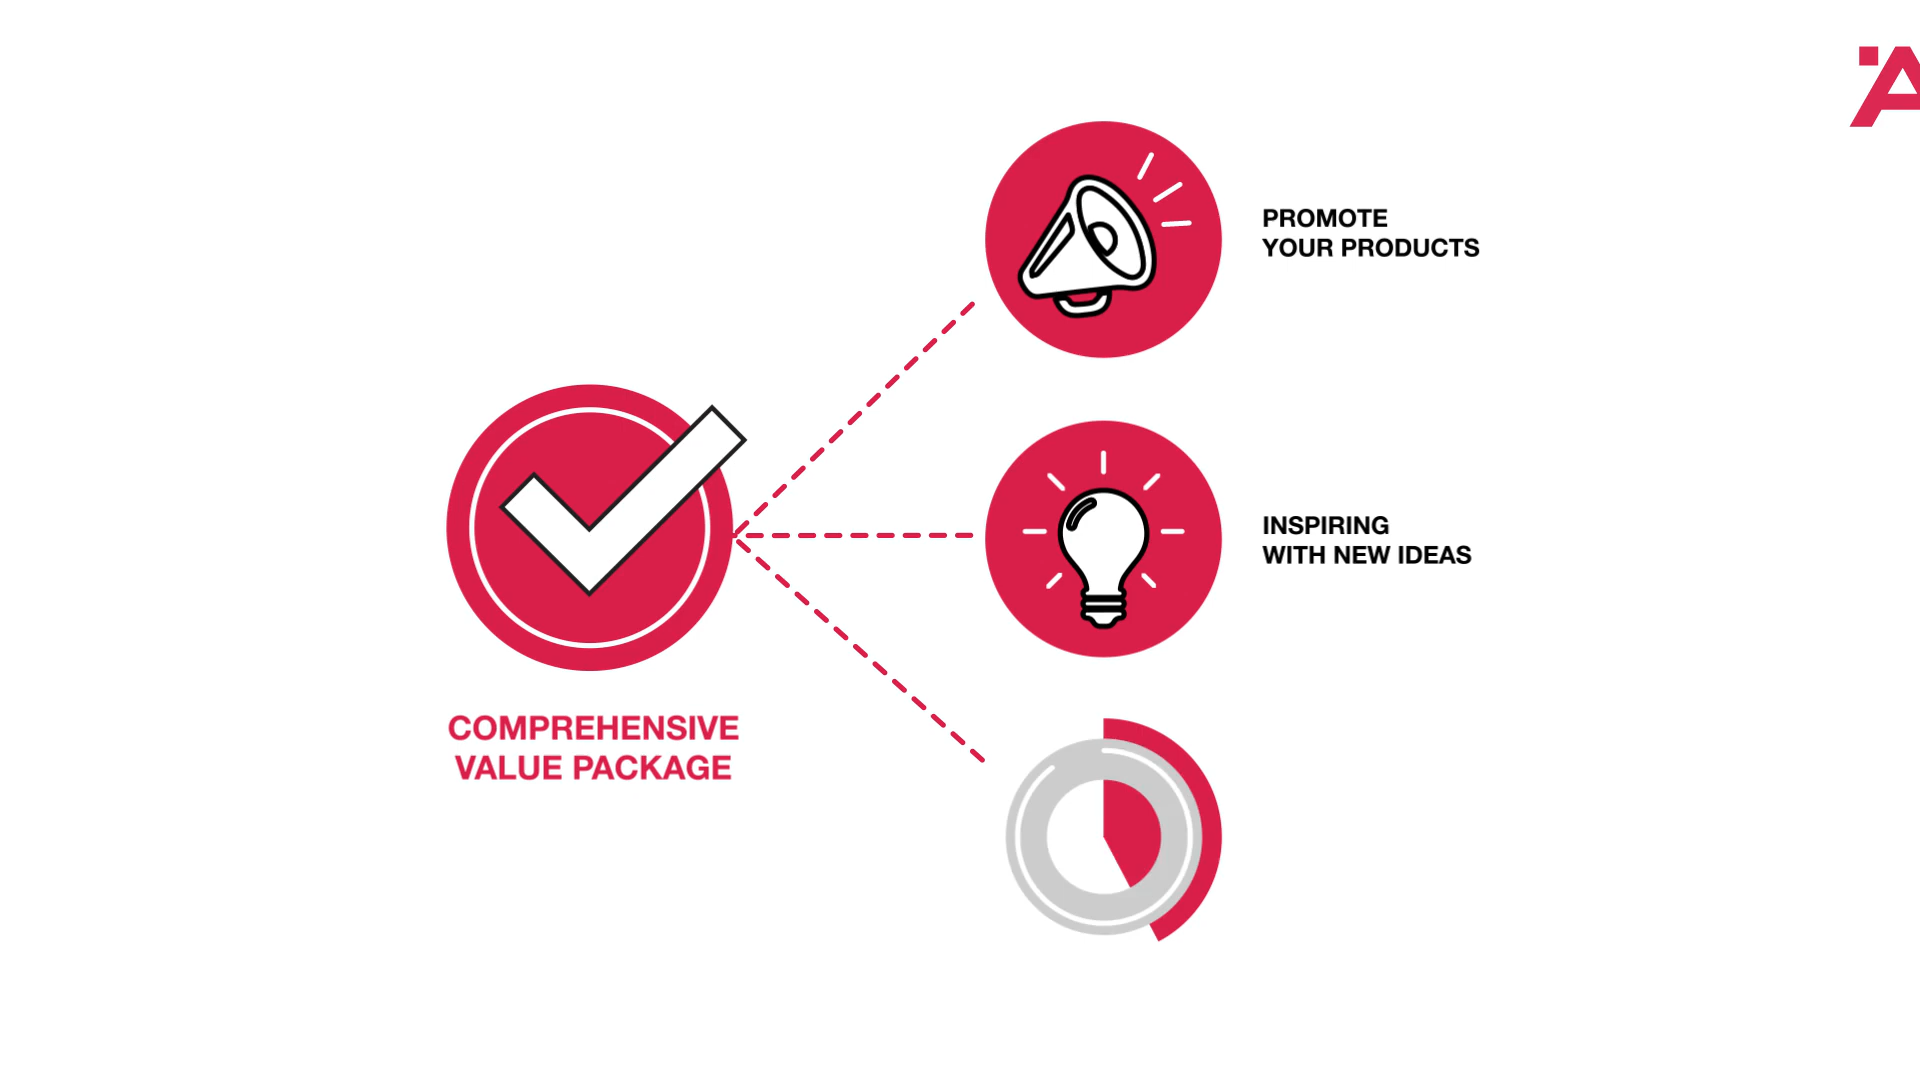 PROMOTE
YOUR PRODUCTS
INSPIRING
WITH NEW IDEAS
COMPREHENSIVE
VALUE PACKAGE